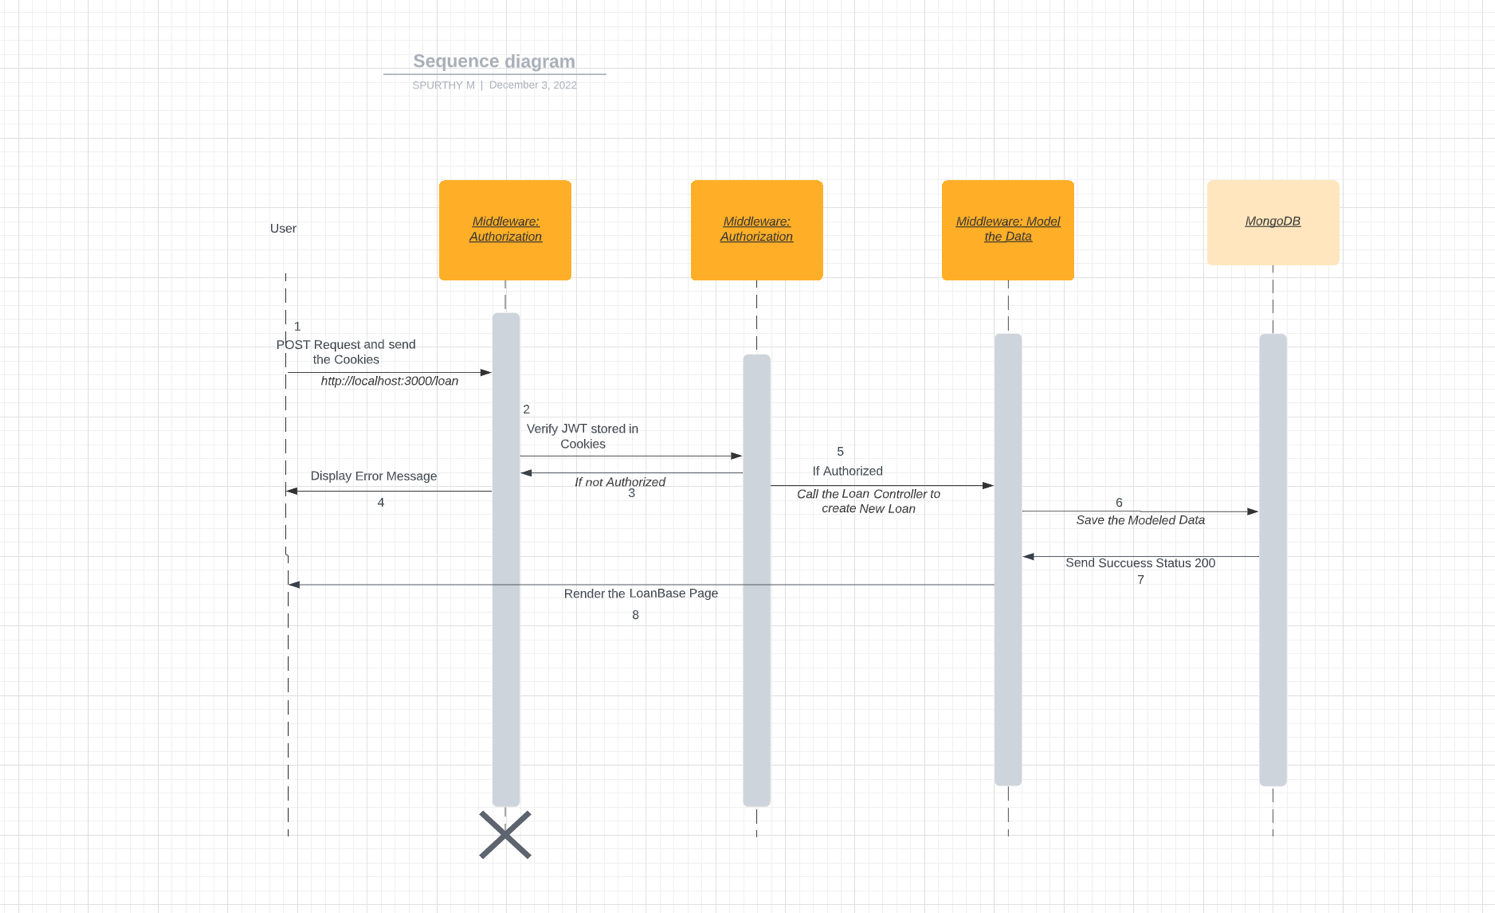 Sequence diagram
SPURTHY M | December 3, 2022
User
Middleware:
Authorization
Middleware:
Authorization
Middleware: Model
the Data
MongoDB
1
POST Request and send
the Cookies
http://localhost:3000/loan
2
Verify JWT stored in
Cookies
If not Authorized
3
Display Error Message
4
5
If Authorized
Call the Loan Controller to
create New Loan
6
Save the Modeled Data
Send Succuess Status 200
7
Render the LoanBase Page
8